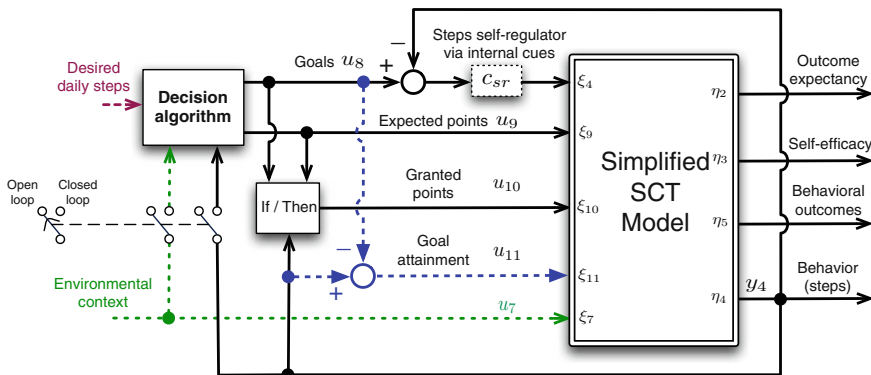 Steps self-regulator
via internal cues
Goals u8
−
+
Desired
daily steps
Decision
algorithm
c_sr
ξ4
η2
Outcome
expectancy
Expected points u9
ξ9
Simplified
SCT
Model
η3
Self-efficacy
Open
loop
Closed
loop
If / Then
Granted
points
u10
ξ10
η5
Behavioral
outcomes
−
+
Goal
attainment
u11
ξ11
Environmental
context
u7
ξ7
η4
y4
Behavior
(steps)